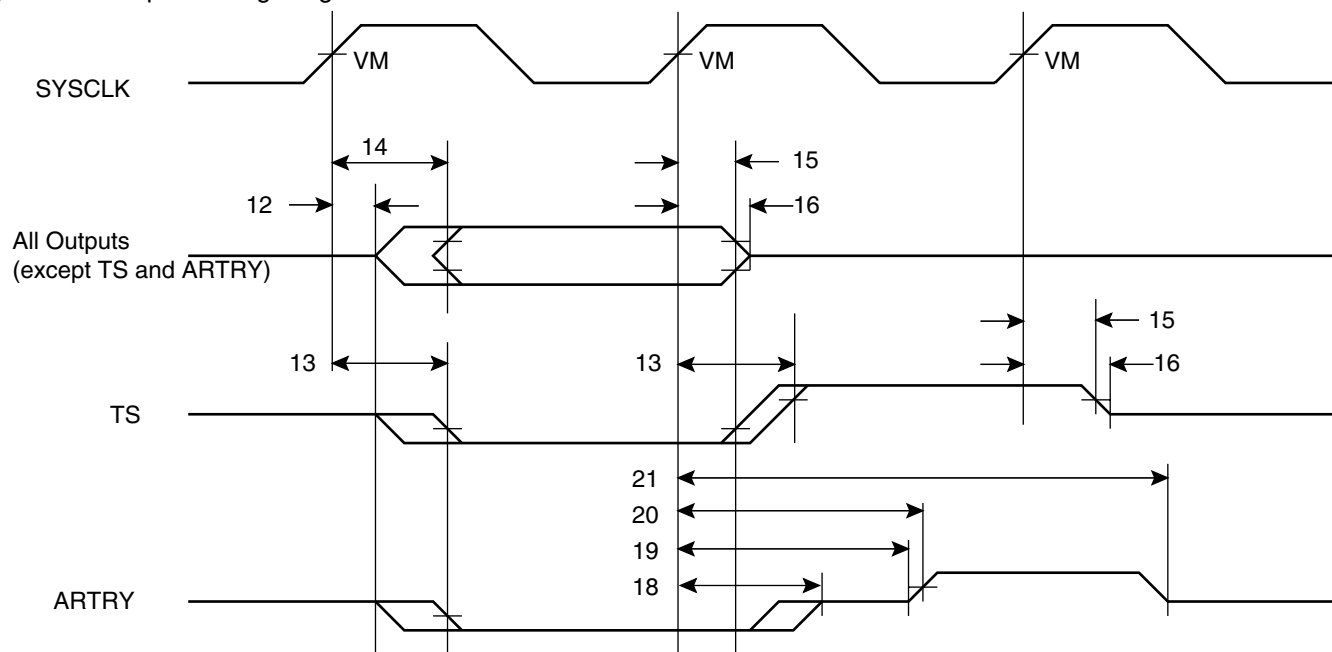 VM
VM
VM
SYSCLK
14
15
12
16
All Outputs
(except TS and ARTRY)
15
13
13
16
TS
21
20
19
18
ARTRY